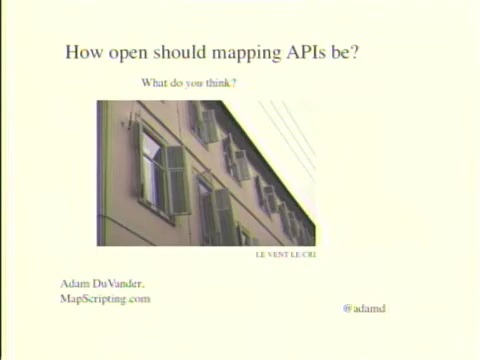 How open should mapping APIs be?
What do you think?
LE VENT LE CRI
Adam DuVander,
MapScripting.com
@adamd